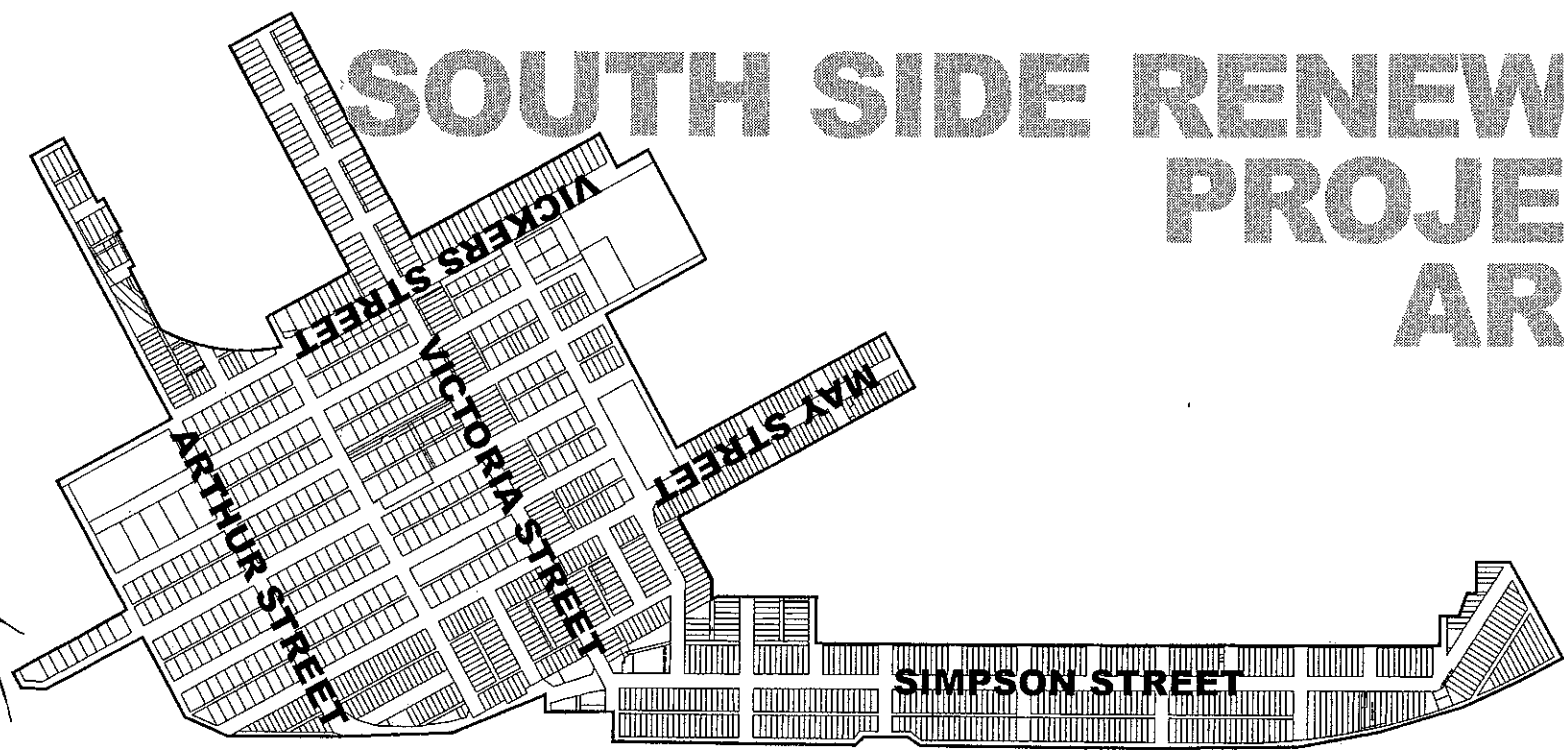 SOUTH SIDE RENEW
PROJE
AR
VICKERS STREET
VICTORIA STREET
MAY STREET
ARTHUR STREET
SIMPSON STREET